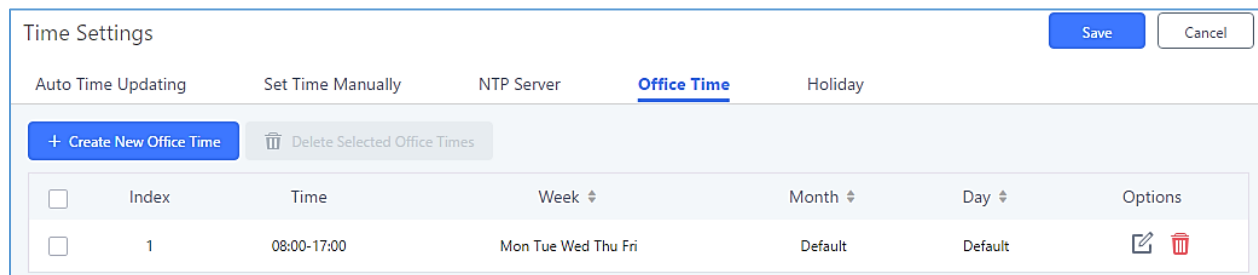 Time Settings Save Cancel
Auto Time Updating Set Time Manually NTP Server Office Time Holiday
+ Create New Office Time Delete Selected Office Times
Index Time Week Month Day Options
1 08:00-17:00 Mon Tue Wed Thu Fri Default Default